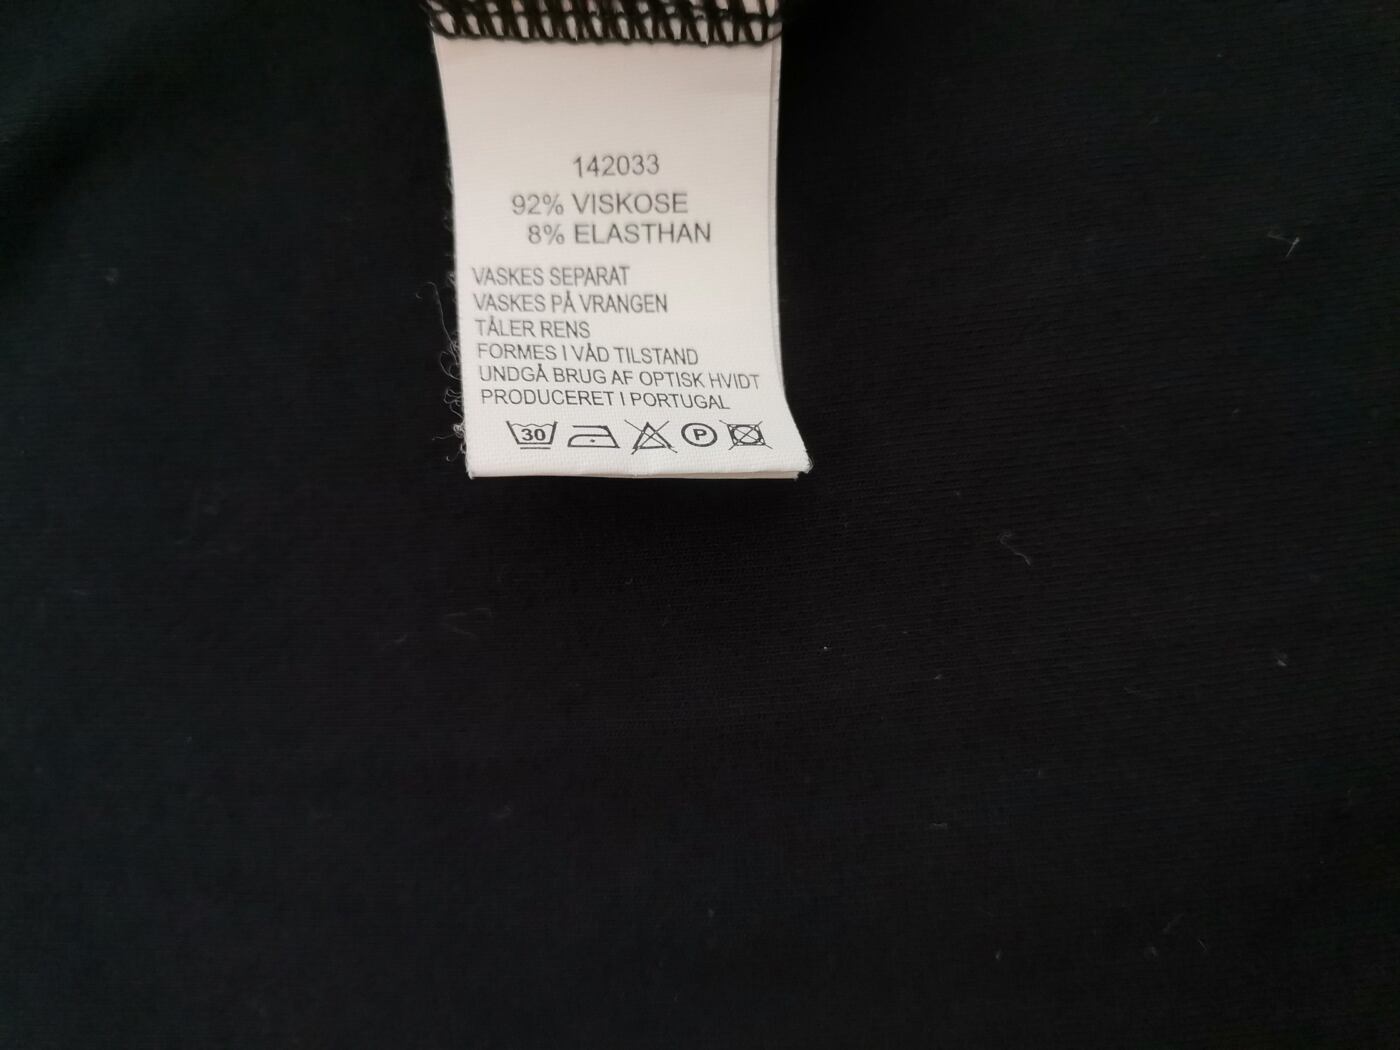 142033
92% VISKOSE
8% ELASTHAN
VASKES SEPARAT
VASKES PÅ VRANGEN
TÅLER RENS
FORMES I VÅD TILSTAND
UNDGÅ BRUG AF OPTISK HVIDT
PRODUCERET I PORTUGAL
30 P